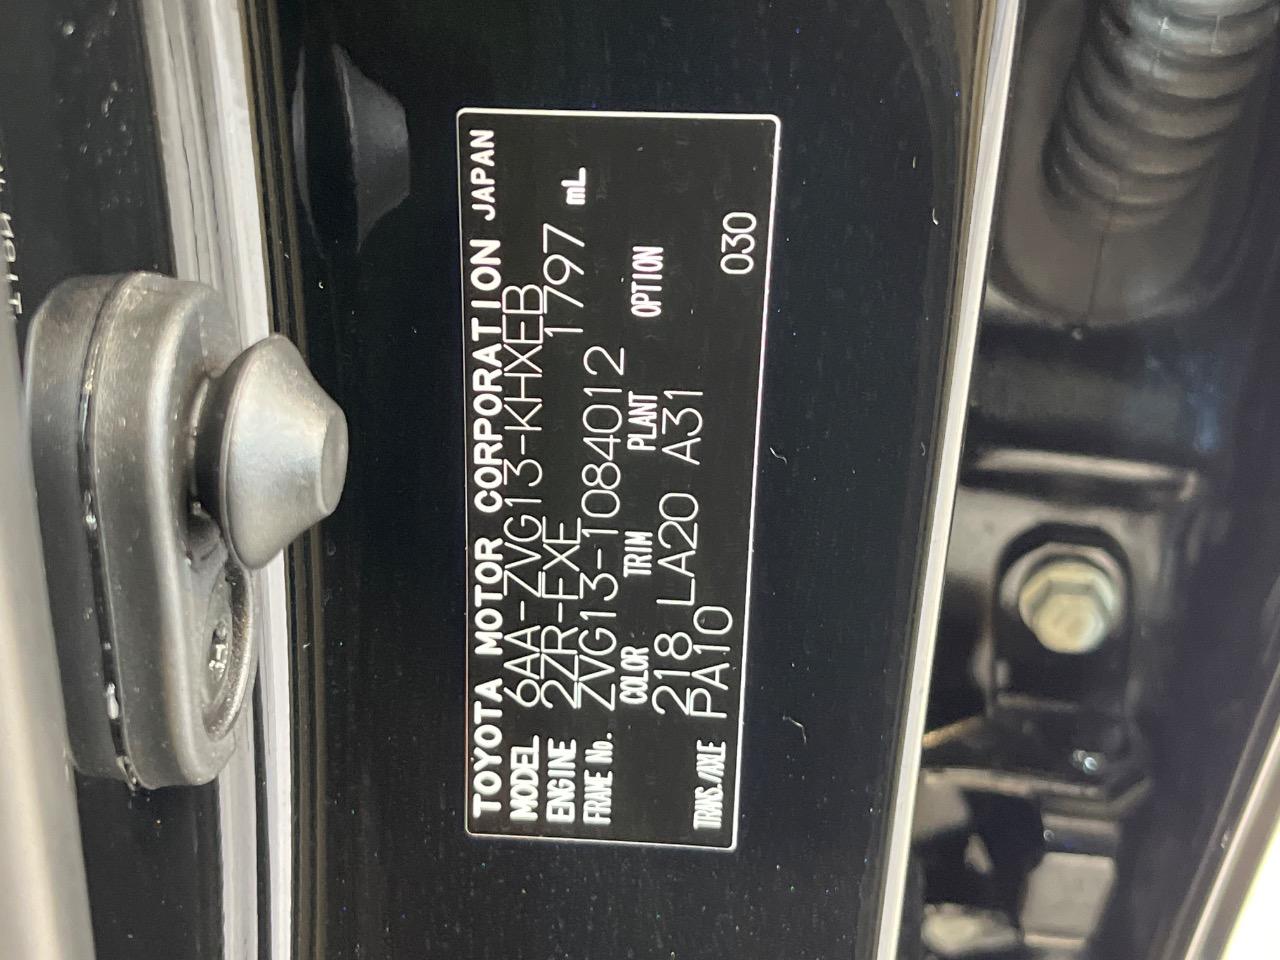 TOYOTA MOTOR CORPORATION JAPAN
MODEL 6AA-ZVG13-KHXEB
ENGINE 2ZR-FXE 1797 mL
FRAME No. ZVG13-1084012
COLOR TRIM PLANT OPTION
218 LA20 A31
TRANS./AXLE PA10 030